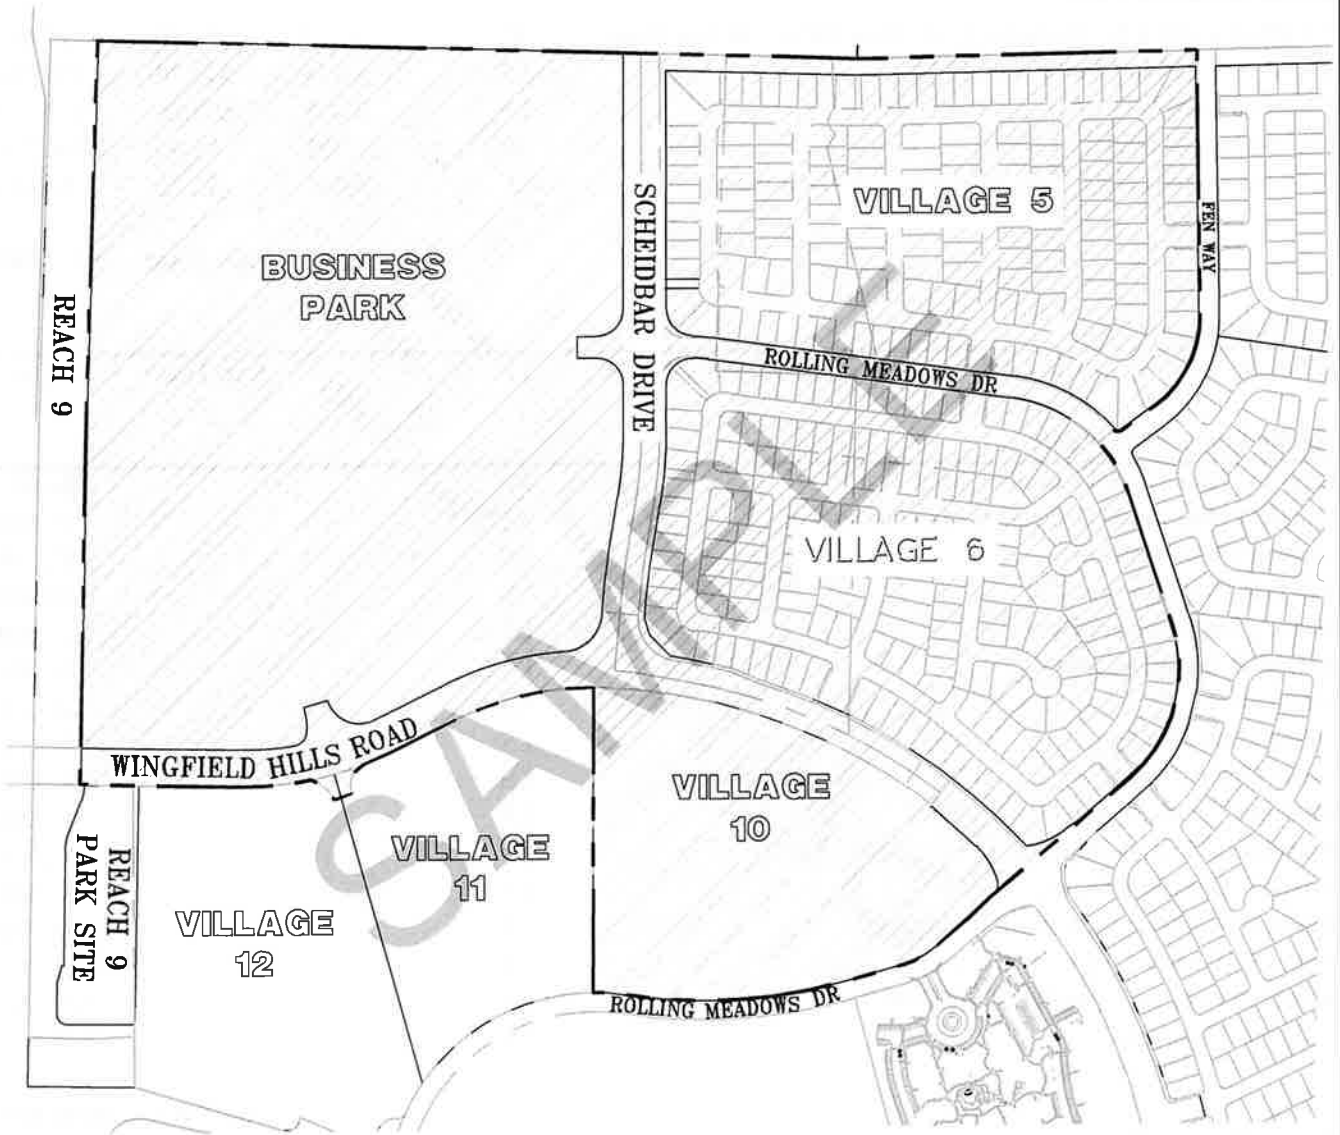 VILLAGE 5
FEN WAY
SCHEIDBAR DRIVE
BUSINESS
PARK
REACH 9
ROLLING MEADOWS DR
VILLAGE 6
SAMPLE
WINGFIELD HILLS ROAD
VILLAGE
10
VILLAGE
11
REACH 9
PARK SITE
VILLAGE
12
ROLLING MEADOWS DR